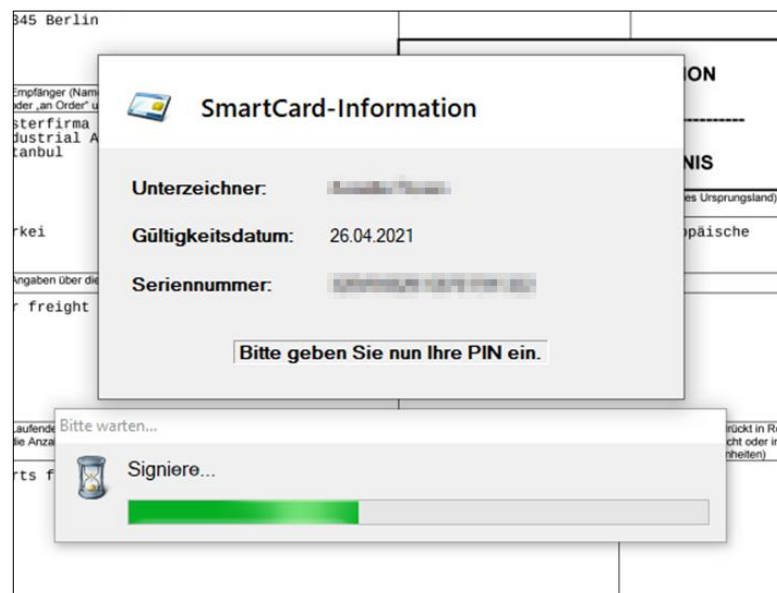 345 Berlin
ION
Empfänger (Nam
oder „an Order" u
sterfirma
dustrial A
tanbul
NIS
es Ursprungsland)
rkei
päische
Angaben über die
r freight
SmartCard-Information
Unterzeichner:
Gültigkeitsdatum: 26.04.2021
Seriennummer:
Bitte geben Sie nun Ihre PIN ein.
Laufende
die Anza
rückt in R
cht oder in
nheiten)
rts f
Bitte warten...
Signiere...